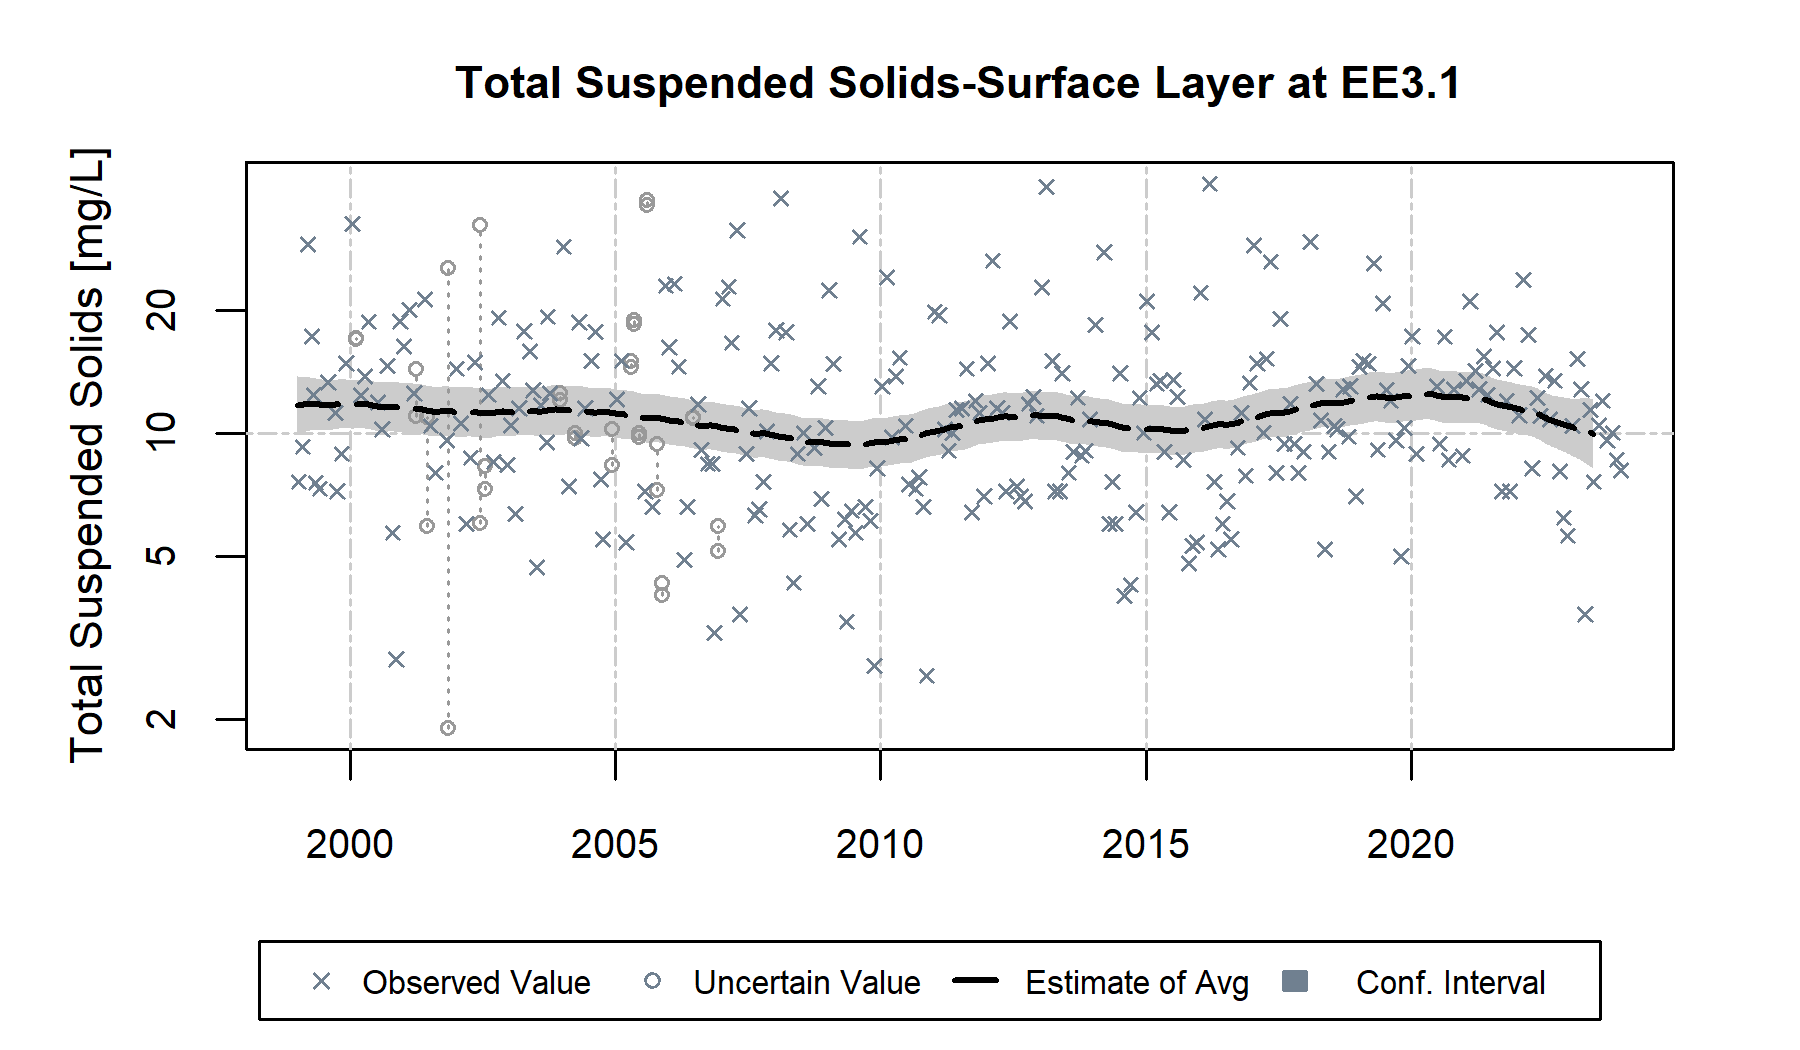 Total Suspended Solids-Surface Layer at EE3.1
Total Suspended Solids [mg/L]
20
10
5
2
2000 2005 2010 2015 2020
Observed Value Uncertain Value Estimate of Avg Conf. Interval